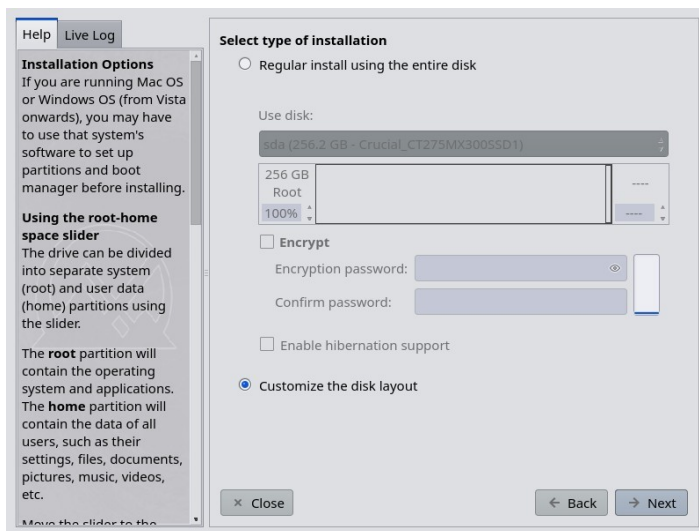 Help
Live Log
Installation Options
If you are running Mac OS
or Windows OS (from Vista
onwards), you may have
to use that system's
software to set up
partitions and boot
manager before installing.
Using the root-home
space slider
The drive can be divided
into separate system
(root) and user data
(home) partitions using
the slider.
The root partition will
contain the operating
system and applications.
The home partition will
contain the data of all
users, such as their
settings, files, documents,
pictures, music, videos,
etc.
Move the slider to the
Select type of installation
Regular install using the entire disk
Use disk:
sda (256.2 GB - Crucial_CT275MX300SSD1)
256 GB
Root
100%
----
----
Encrypt
Encryption password:
Confirm password:
Enable hibernation support
Customize the disk layout
Close
Back
Next